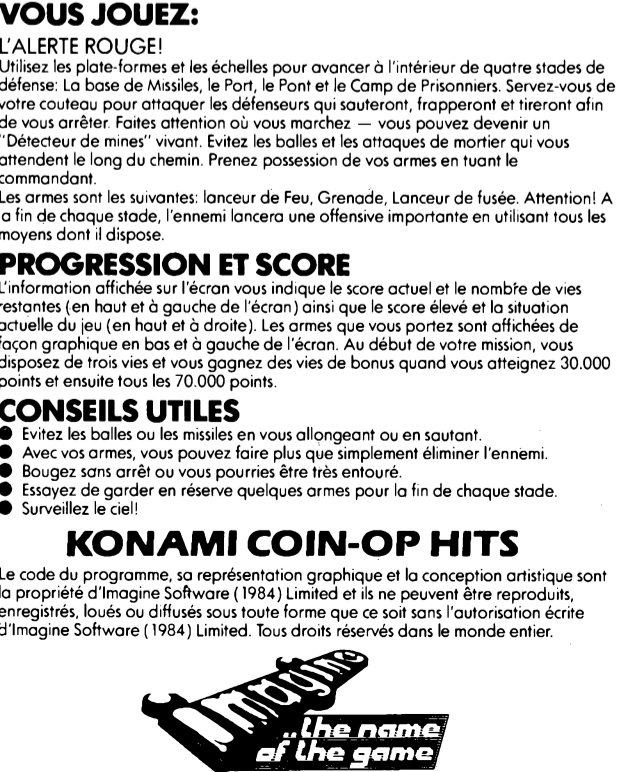 VOUS JOUEZ:
L'ALERTE ROUGE!
Utilisez les plate-formes et les échelles pour avancer à l'intérieur de quatre stades de
défense: La base de Missiles, le Port, le Pont et le Camp de Prisonniers. Servez-vous de
votre couteau pour attaquer les défenseurs qui sauteront, frapperont et tireront afin
de vous arrêter. Faites attention où vous marchez — vous pouvez devenir un
"Détecteur de mines" vivant. Evitez les balles et les attaques de mortier qui vous
attendent le long du chemin. Prenez possession de vos armes en tuant le
commandant.
Les armes sont les suivantes: lanceur de Feu, Grenade, Lanceur de fusée. Attention! A
la fin de chaque stade, l'ennemi lancera une offensive importante en utilisant tous les
moyens dont il dispose.
PROGRESSION ET SCORE
L'information affichée sur l'écran vous indique le score actuel et le nombre de vies
restantes (en haut et à gauche de l'écran) ainsi que le score élevé et la situation
actuelle du jeu (en haut et à droite). Les armes que vous portez sont affichées de
façon graphique en bas et à gauche de l'écran. Au début de votre mission, vous
disposez de trois vies et vous gagnez des vies de bonus quand vous atteignez 30.000
points et ensuite tous les 70.000 points.
CONSEILS UTILES
● Evitez les balles ou les missiles en vous allongeant ou en sautant.
● Avec vos armes, vous pouvez faire plus que simplement éliminer l'ennemi.
● Bougez sans arrêt ou vous pourries être très entouré.
● Essayez de garder en réserve quelques armes pour la fin de chaque stade.
● Surveillez le ciel!
KONAMI COIN-OP HITS
Le code du programme, sa représentation graphique et la conception artistique sont
la propriété d'Imagine Software (1984) Limited et ils ne peuvent être reproduits,
enregistrés, loués ou diffusés sous toute forme que ce soit sans l'autorisation écrite
d'Imagine Software (1984) Limited. Tous droits réservés dans le monde entier.
Imagine
...the name
of the game